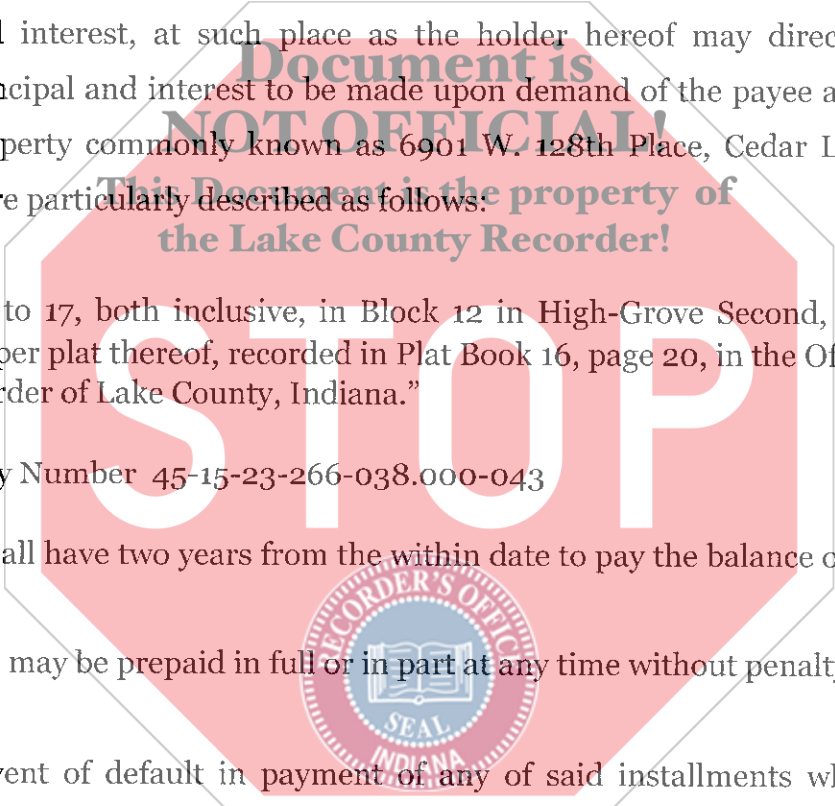 interest, at such place as the holder hereof may direc
Document is
cipal and interest to be made upon demand of the payee a
NOT OFFICIAL!
perty commonly known as 6901 W. 128th Place, Cedar L
This Document is the property of
re particularly described as follows:
the Lake County Recorder!
to 17, both inclusive, in Block 12 in High-Grove Second,
per plat thereof, recorded in Plat Book 16, page 20, in the Of
rder of Lake County, Indiana."
STOP
y Number 45-15-23-266-038.000-043
all have two years from the within date to pay the balance o
RECORDER'S OFFICE
may be prepaid in full or in part at any time without penalty
SEAL
INDIANA
vent of default in payment of any of said installments wh